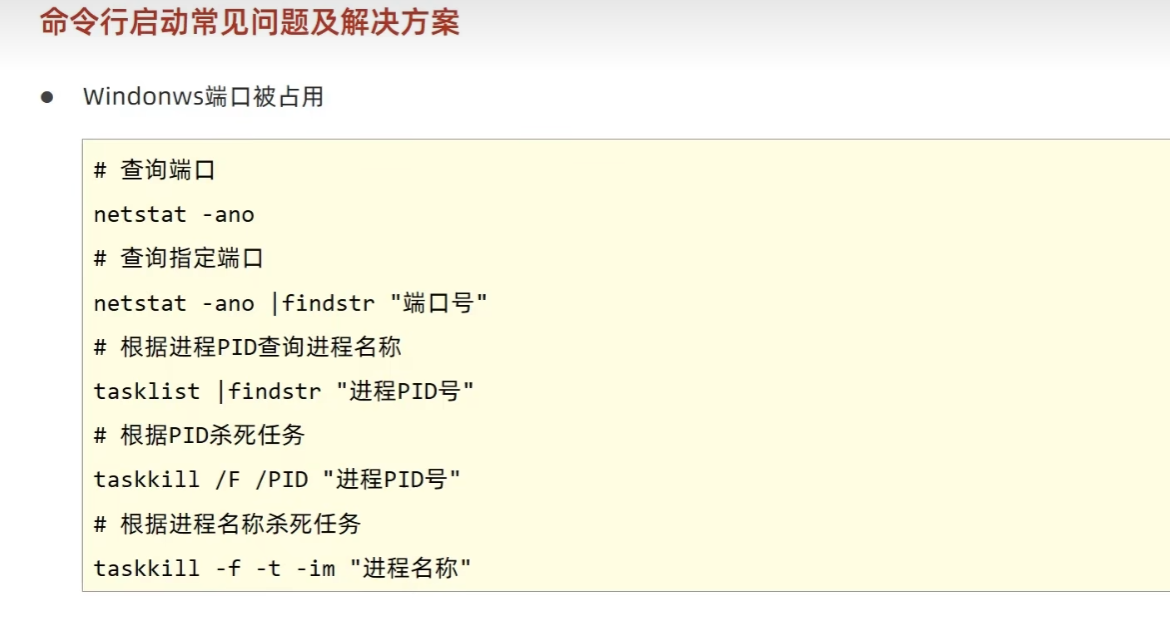 命令行启动常见问题及解决方案
● Windonws端口被占用
# 查询端口
netstat -ano
# 查询指定端口
netstat -ano |findstr "端口号"
# 根据进程PID查询进程名称
tasklist |findstr "进程PID号"
# 根据PID杀死任务
taskkill /F /PID "进程PID号"
# 根据进程名称杀死任务
taskkill -f -t -im "进程名称"